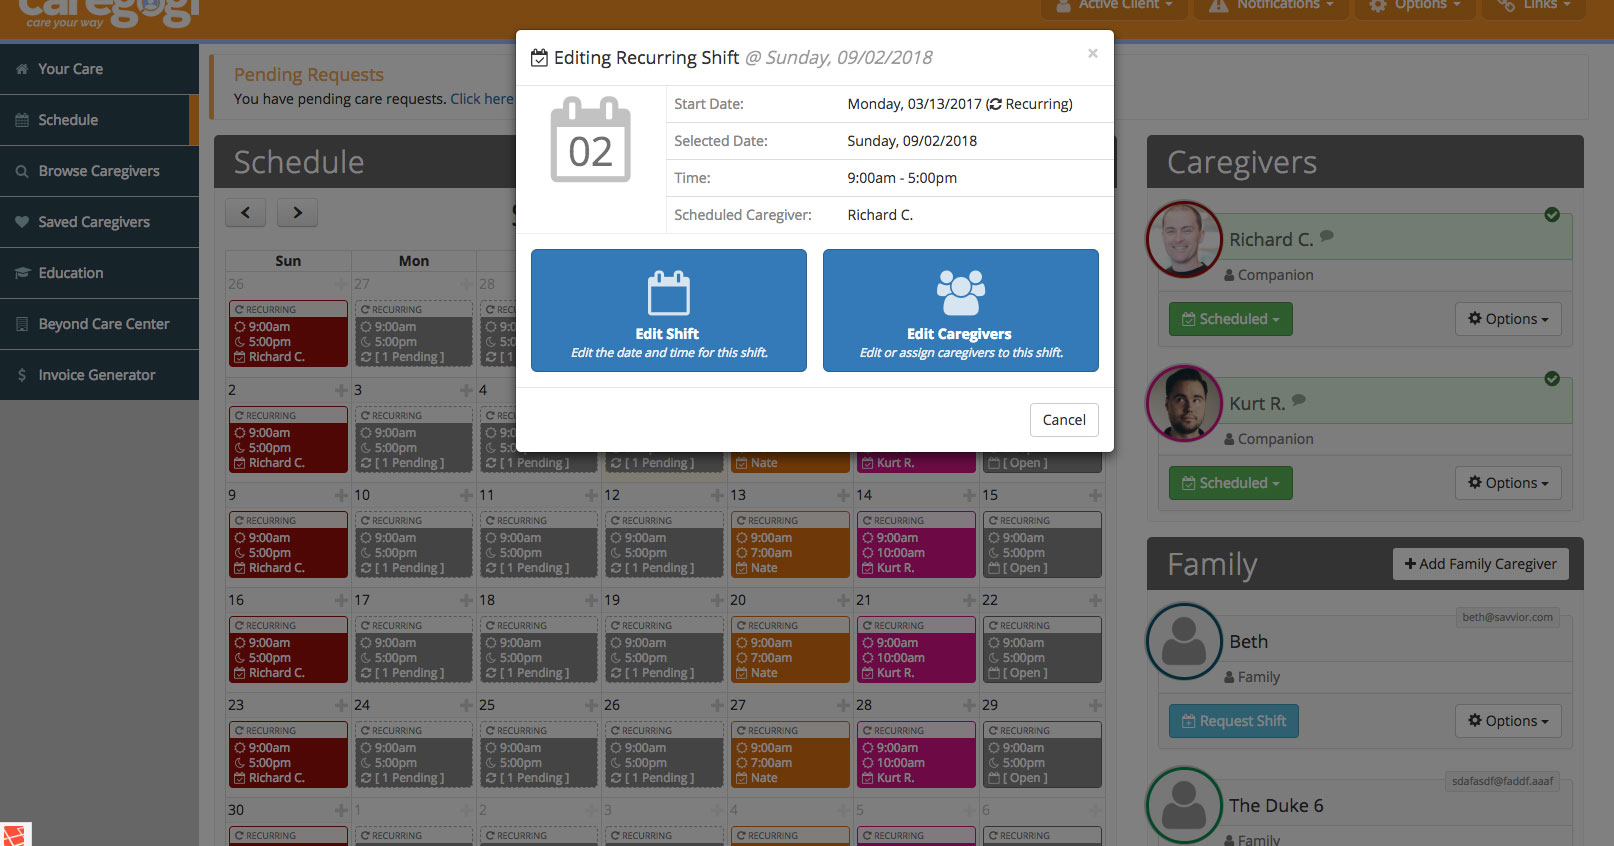 caregogi
care your way
Active Client
Notifications
Options
Links
Your Care
Schedule
Browse Caregivers
Saved Caregivers
Education
Beyond Care Center
Invoice Generator
Pending Requests
You have pending care requests. Click here
Editing Recurring Shift @ Sunday, 09/02/2018
×
02
Start Date: Monday, 03/13/2017 ( Recurring)
Selected Date: Sunday, 09/02/2018
Time: 9:00am - 5:00pm
Scheduled Caregiver: Richard C.
Edit Shift
Edit the date and time for this shift.
Edit Caregivers
Edit or assign caregivers to this shift.
Cancel
Schedule
Sun Mon
26 27 28
RECURRING RECURRING REC
9:00am 9:00am 9:0
5:00pm 5:00pm 5:0
Richard C. [ 1 Pending ] [ 1
2 3 4
RECURRING RECURRING REC
9:00am 9:00am 9:0
5:00pm 5:00pm 5:0
Richard C. [ 1 Pending ] [ 1 Pending ] [ 1 Pending ] Nate Kurt R. [ Open ]
9 10 11 12 13 14 15
RECURRING RECURRING RECURRING RECURRING RECURRING RECURRING RECURRING
9:00am 9:00am 9:00am 9:00am 9:00am 9:00am 9:00am
5:00pm 5:00pm 5:00pm 5:00pm 7:00am 10:00am 5:00pm
Richard C. [ 1 Pending ] [ 1 Pending ] [ 1 Pending ] Nate Kurt R. [ Open ]
16 17 18 19 20 21 22
RECURRING RECURRING RECURRING RECURRING RECURRING RECURRING RECURRING
9:00am 9:00am 9:00am 9:00am 9:00am 9:00am 9:00am
5:00pm 5:00pm 5:00pm 5:00pm 7:00am 10:00am 5:00pm
Richard C. [ 1 Pending ] [ 1 Pending ] [ 1 Pending ] Nate Kurt R. [ Open ]
23 24 25 26 27 28 29
RECURRING RECURRING RECURRING RECURRING RECURRING RECURRING RECURRING
9:00am 9:00am 9:00am 9:00am 9:00am 9:00am 9:00am
5:00pm 5:00pm 5:00pm 5:00pm 7:00am 10:00am 5:00pm
Richard C. [ 1 Pending ] [ 1 Pending ] [ 1 Pending ] Nate Kurt R. [ Open ]
30 1 2 3 4 5 6
RECURRING RECURRING RECURRING RECURRING RECURRING RECURRING RECURRING
Caregivers
Richard C.
Companion
Scheduled
Options
Kurt R.
Companion
Scheduled
Options
Family
Add Family Caregiver
beth@savvior.com
Beth
Family
Request Shift
Options
sdafasdf@faddf.aaaf
The Duke 6
Family